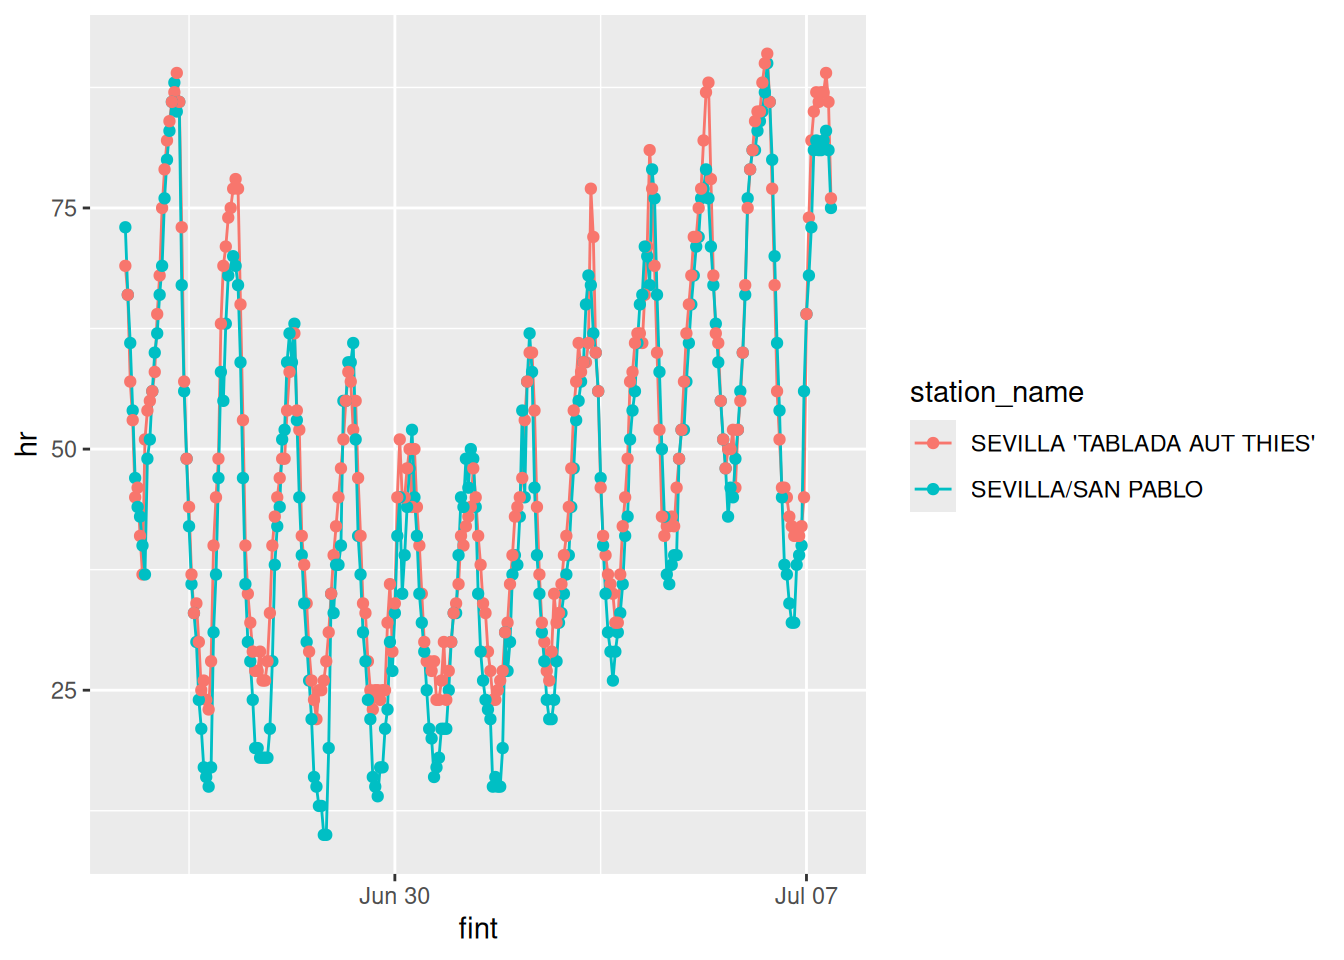 75
50
25
hr
Jun 30
Jul 07
fint
station_name
SEVILLA 'TABLADA AUT THIES'
SEVILLA/SAN PABLO